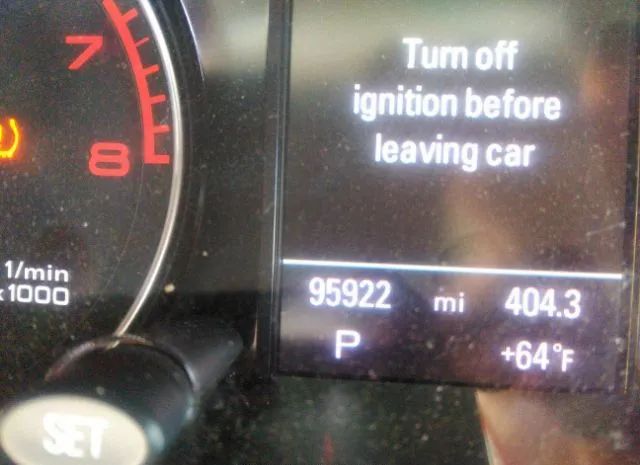 7
8
1/min
x1000
SET
Turn off
ignition before
leaving car
95922 mi 404.3
P +64°F